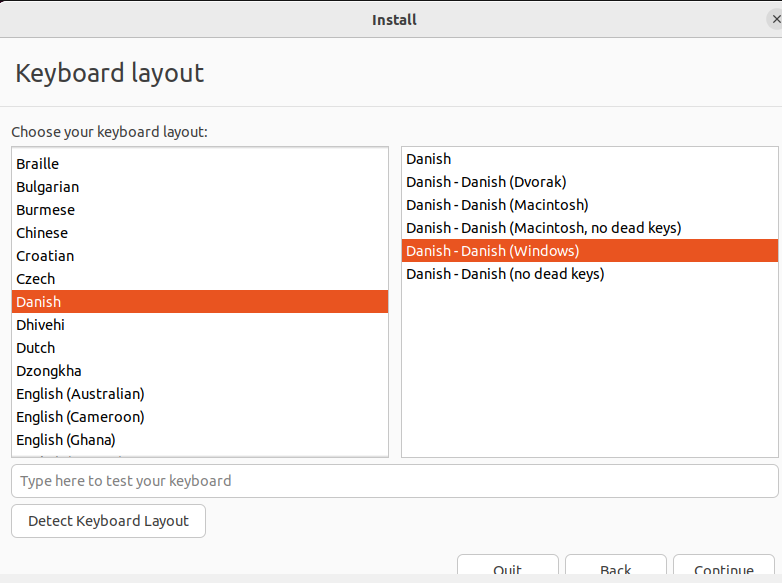 Install
Keyboard layout
Choose your keyboard layout:
Braille
Bulgarian
Burmese
Chinese
Croatian
Czech
Danish
Dhivehi
Dutch
Dzongkha
English (Australian)
English (Cameroon)
English (Ghana)
Danish
Danish - Danish (Dvorak)
Danish - Danish (Macintosh)
Danish - Danish (Macintosh, no dead keys)
Danish - Danish (Windows)
Danish - Danish (no dead keys)
Type here to test your keyboard
Detect Keyboard Layout
Quit
Back
Continue